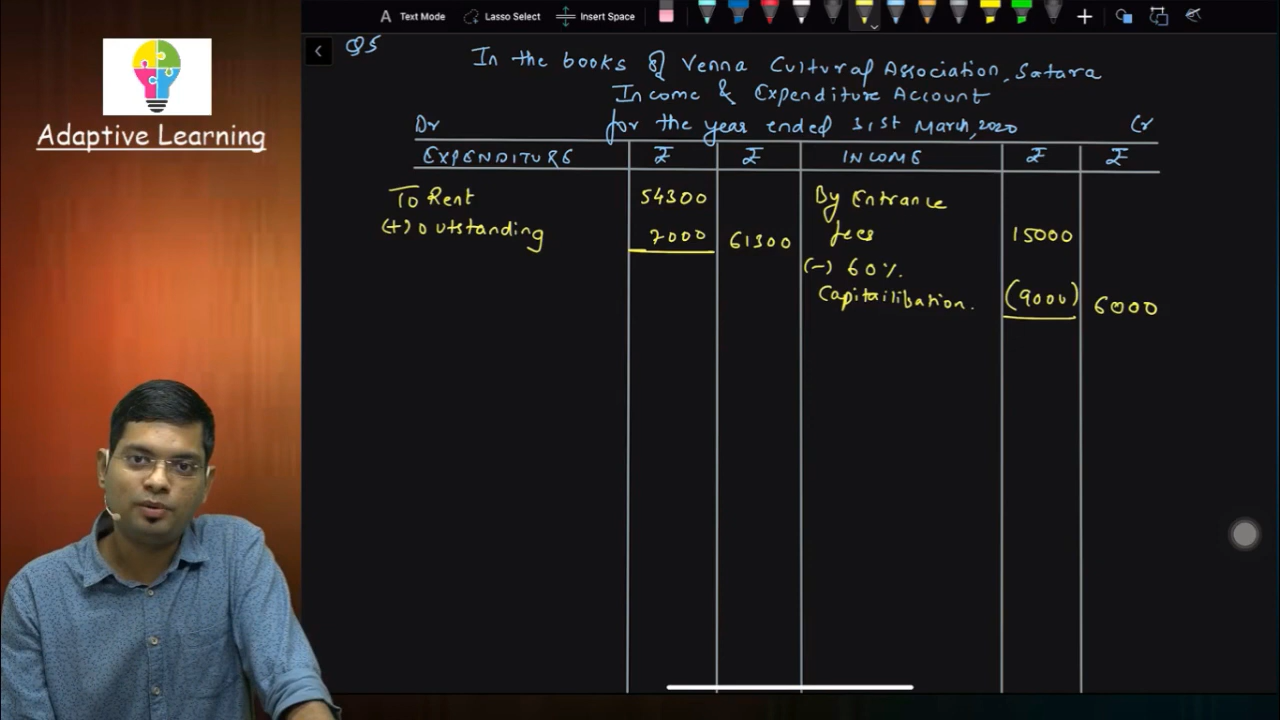 Text Mode Lasso Select Insert Space
Adaptive Learning
Q5
In the books of Venna Cultural Association, Satara
Income & Expenditure Account
Dr for the year ended 31st March, 2020 Cr
EXPENDITURE ₹ ₹ INCOME ₹ ₹
To Rent 54300 By Entrance
(+) Outstanding 7000 61300 fees 15000
(-) 60%
Capitailisation. (9000) 6000